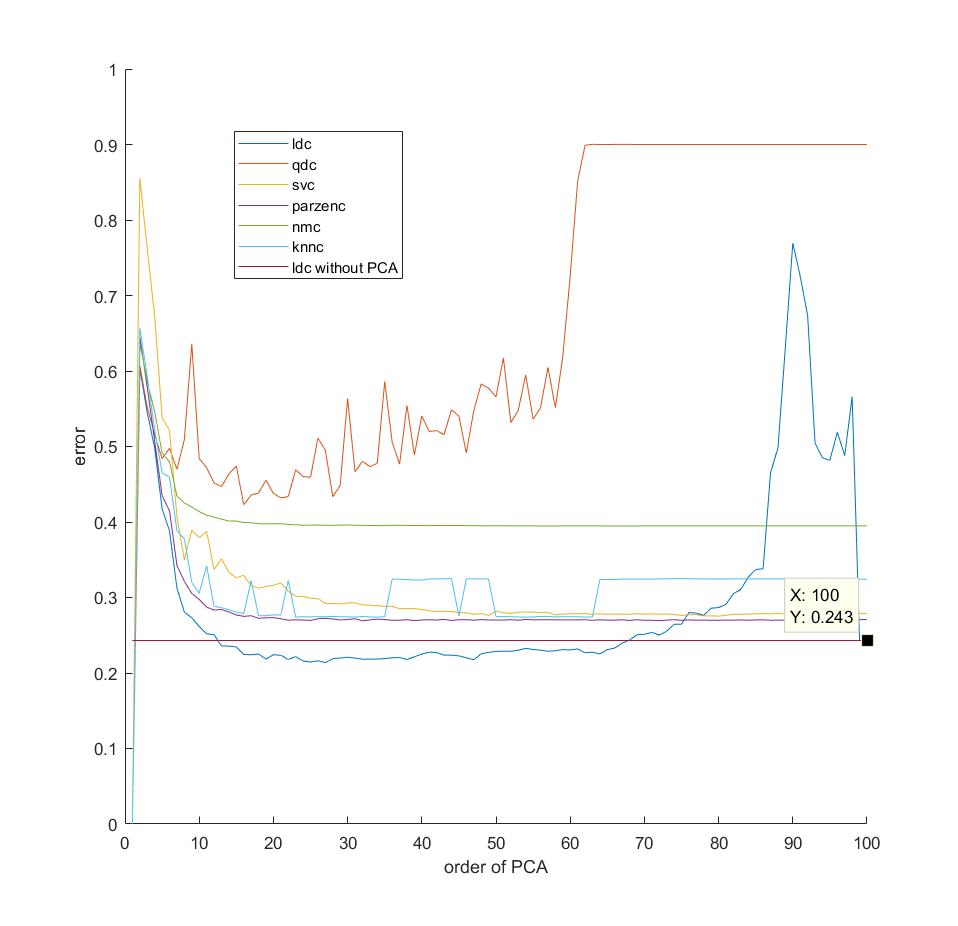 1
0.9
0.8
0.7
0.6
0.5
0.4
0.3
0.2
0.1
0
error
ldc
qdc
svc
parzenc
nmc
knnc
ldc without PCA
X: 100
Y: 0.243
0 10 20 30 40 50 60 70 80 90 100
order of PCA